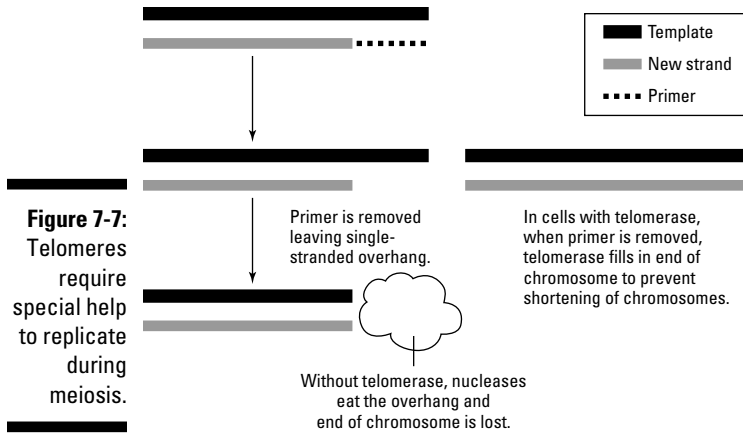 Template
New strand
Primer
Figure 7-7:
Telomeres
require
special help
to replicate
during
meiosis.
Primer is removed
leaving single-
stranded overhang.
In cells with telomerase,
when primer is removed,
telomerase fills in end of
chromosome to prevent
shortening of chromosomes.
Without telomerase, nucleases
eat the overhang and
end of chromosome is lost.